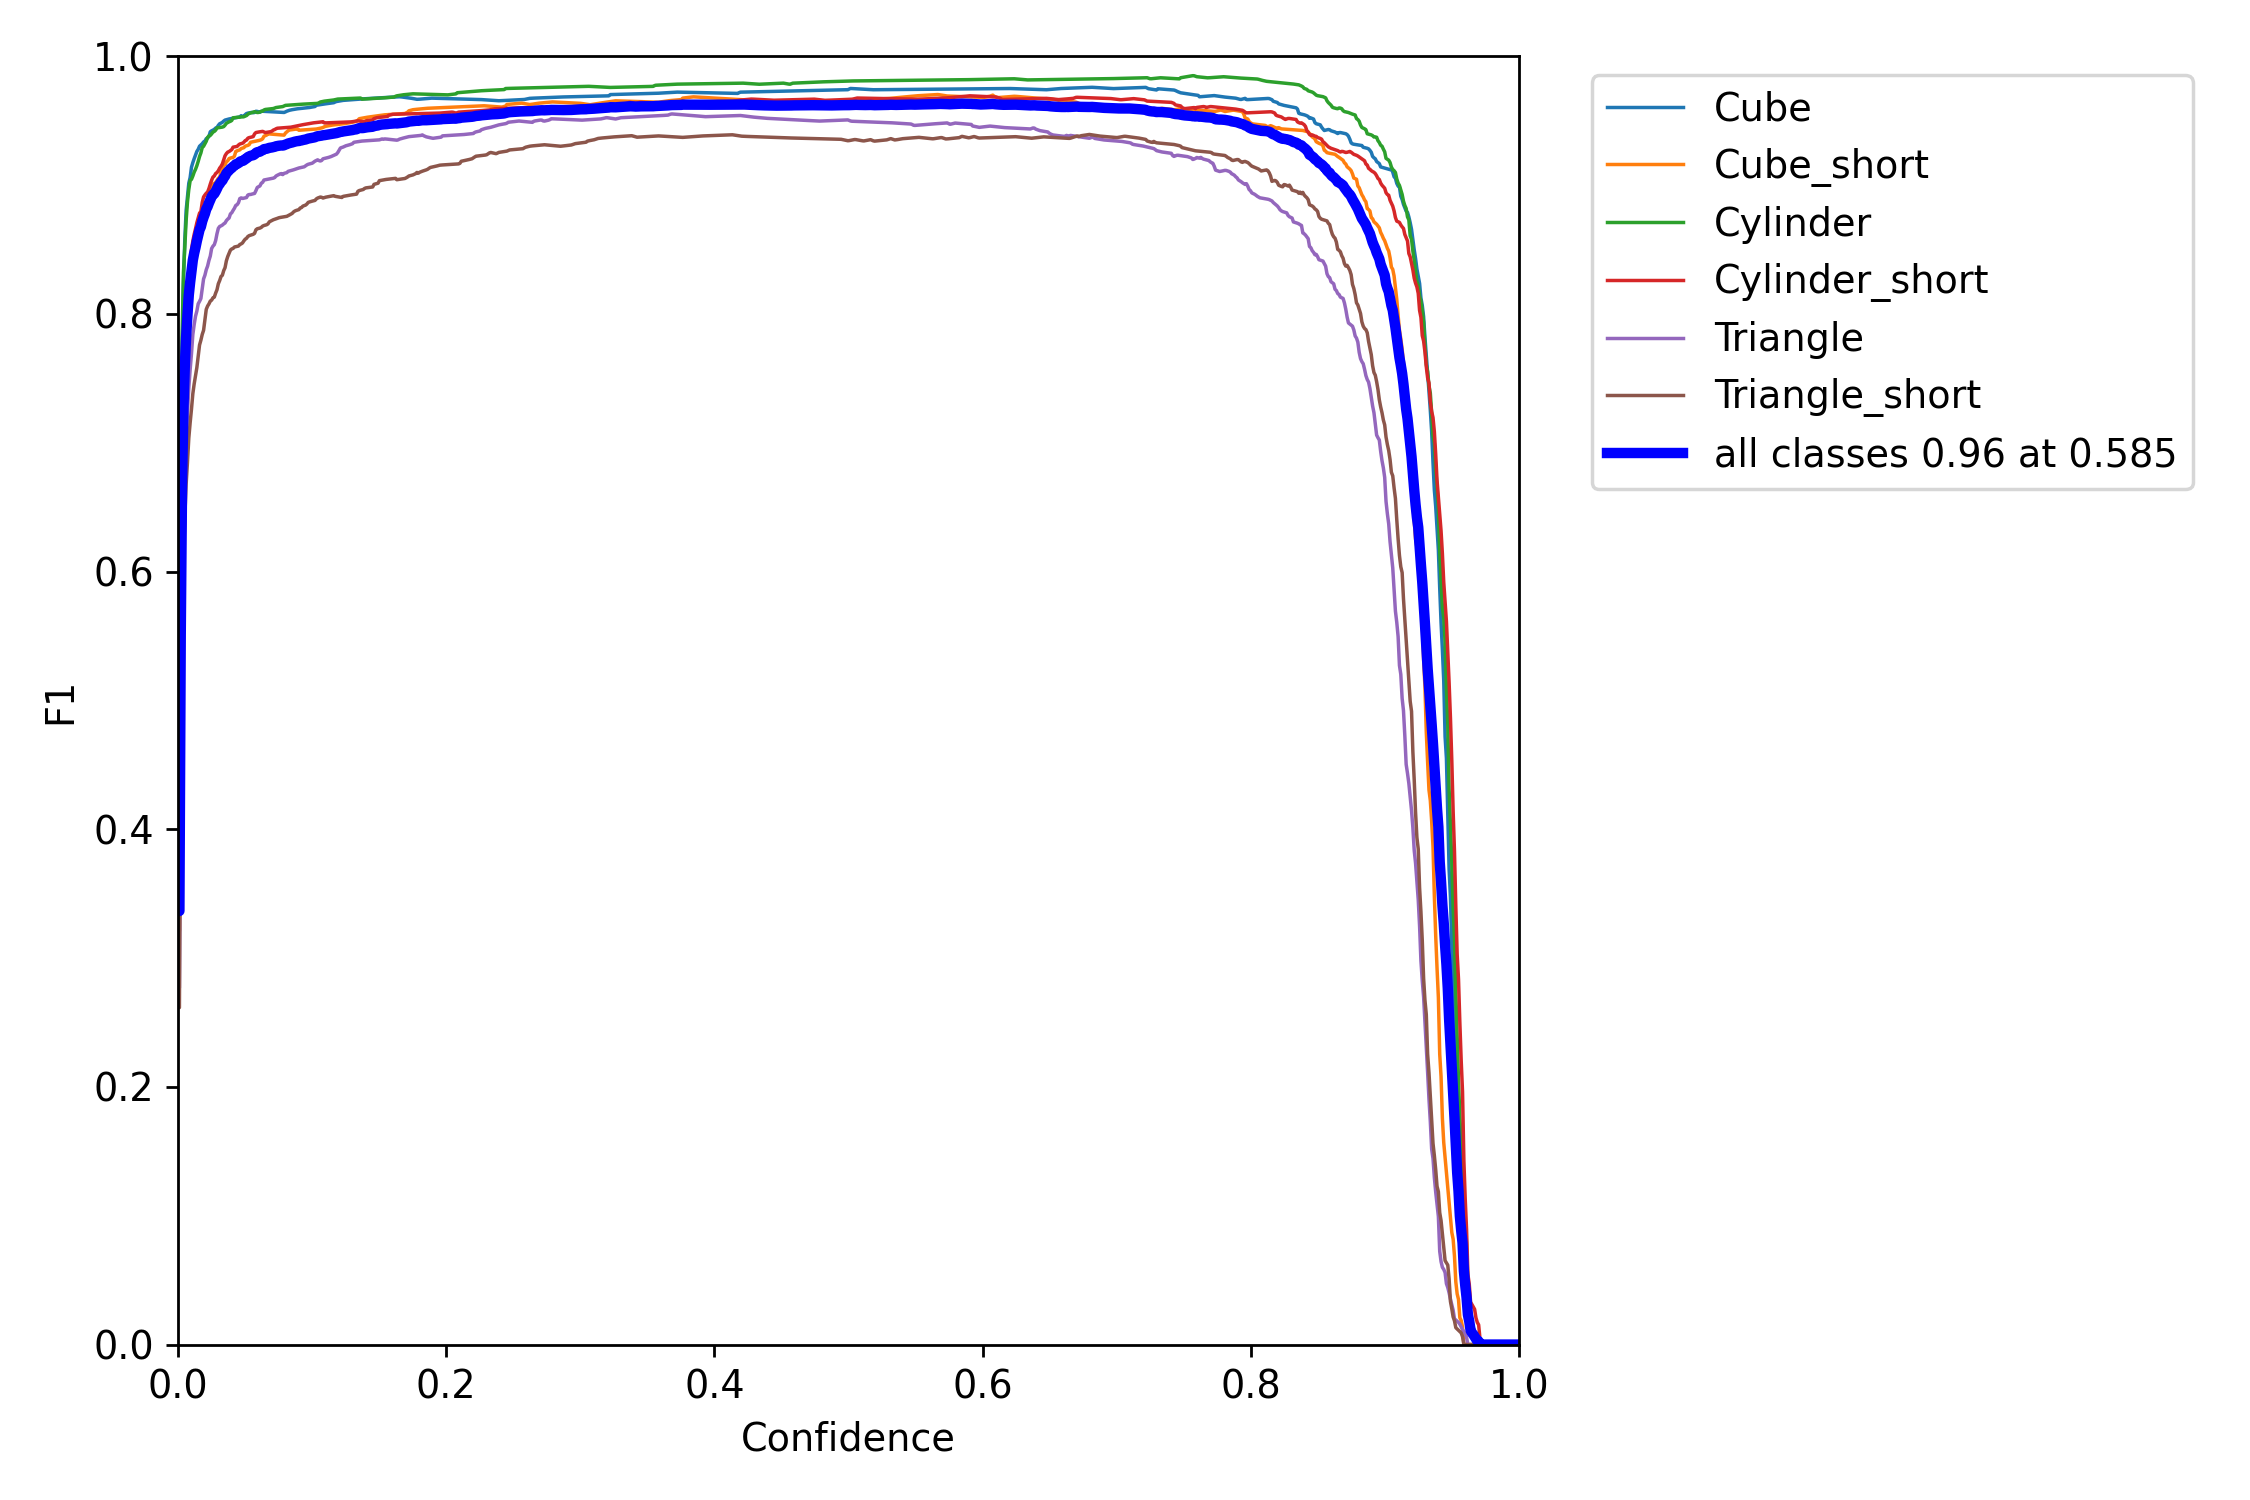 1.0
0.8
0.6
0.4
0.2
0.0
F1
0.0 0.2 0.4 0.6 0.8 1.0
Confidence
Cube
Cube_short
Cylinder
Cylinder_short
Triangle
Triangle_short
all classes 0.96 at 0.585